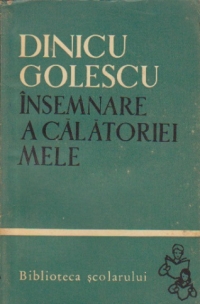 DINICU
GOLESCU
ÎNSEMNARE
A CĂLĂTORIEI
MELE
Biblioteca școlarului